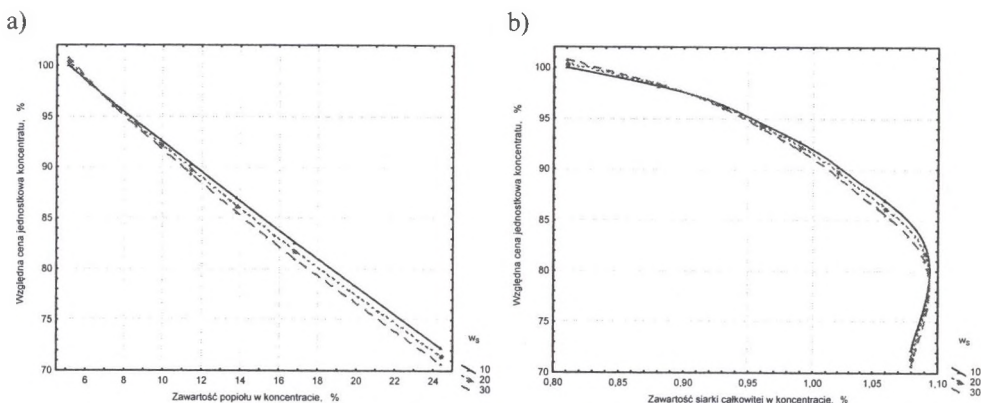 a)
Względna cena jednostkowa koncentratu, %
100
95
90
85
80
75
70
6 8 10 12 14 16 18 20 22 24
Zawartość popiołu w koncentracie, %
ws
10
20
30
b)
Względna cena jednostkowa koncentratu, %
100
95
90
85
80
75
70
0,80 0,85 0,90 0,95 1,00 1,05 1,10
Zawartość siarki całkowitej w koncentracie, %
ws
10
20
30